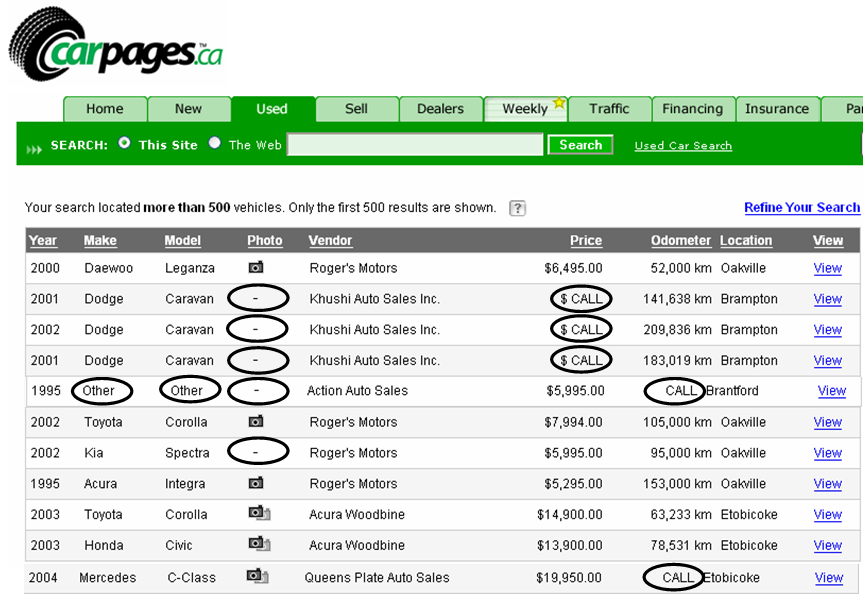 carpages.ca™
Home New Used Sell Dealers Weekly Traffic Financing Insurance Pa
SEARCH: This Site The Web Search Used Car Search
Your search located more than 500 vehicles. Only the first 500 results are shown. ? Refine Your Search
Year Make Model Photo Vendor Price Odometer Location View
2000 Daewoo Leganza Roger's Motors $6,495.00 52,000 km Oakville View
2001 Dodge Caravan - Khushi Auto Sales Inc. $ CALL 141,638 km Brampton View
2002 Dodge Caravan - Khushi Auto Sales Inc. $ CALL 209,836 km Brampton View
2001 Dodge Caravan - Khushi Auto Sales Inc. $ CALL 183,019 km Brampton View
1995 Other Other - Action Auto Sales $5,995.00 CALL Brantford View
2002 Toyota Corolla Roger's Motors $7,994.00 105,000 km Oakville View
2002 Kia Spectra - Roger's Motors $5,995.00 95,000 km Oakville View
1995 Acura Integra Roger's Motors $5,295.00 153,000 km Oakville View
2003 Toyota Corolla Acura Woodbine $14,900.00 63,233 km Etobicoke View
2003 Honda Civic Acura Woodbine $13,900.00 78,531 km Etobicoke View
2004 Mercedes C-Class Queens Plate Auto Sales $19,950.00 CALL Etobicoke View